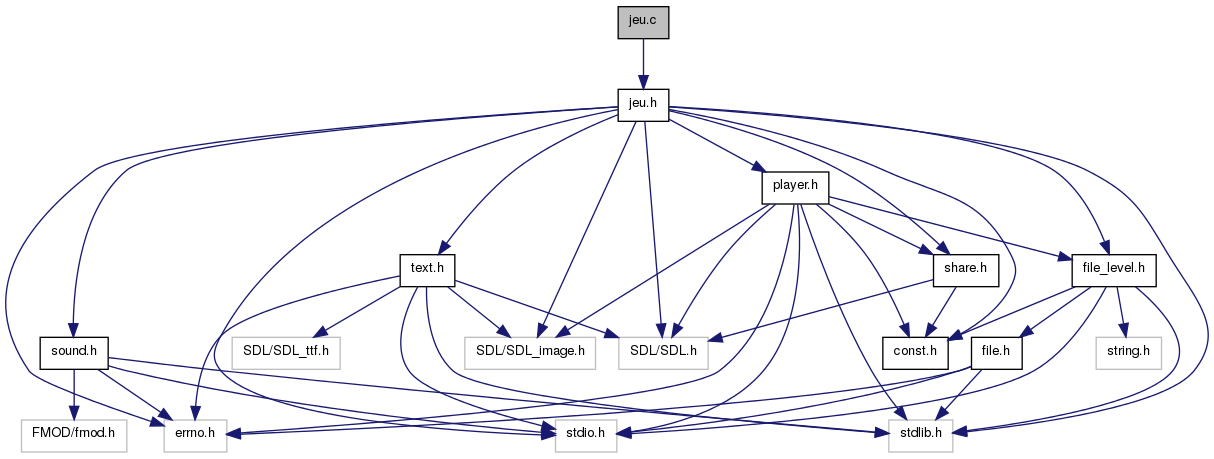 jeu.c
jeu.h
player.h
text.h
share.h
file_level.h
sound.h
SDL/SDL_ttf.h
SDL/SDL_image.h
SDL/SDL.h
const.h
file.h
string.h
FMOD/fmod.h
errno.h
stdio.h
stdlib.h